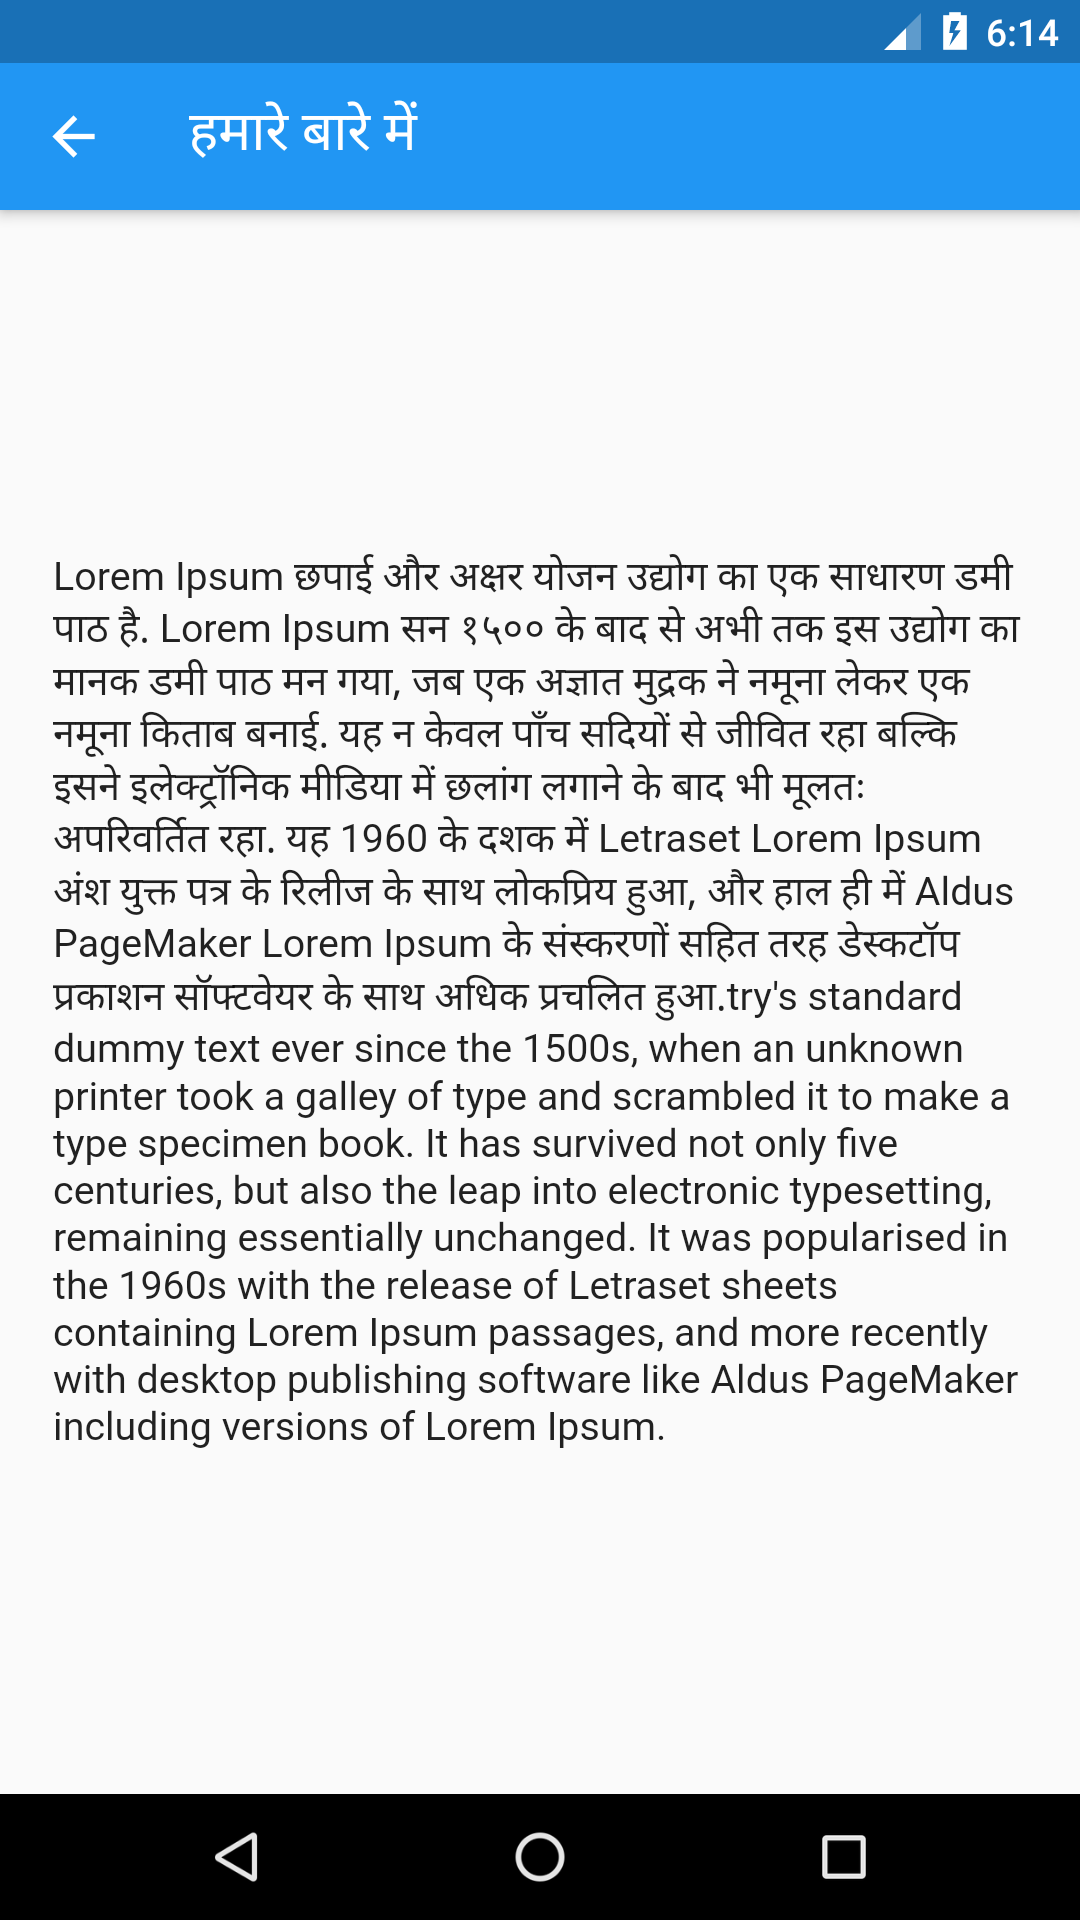 6:14
हमारे बारे में
Lorem Ipsum छपाई और अक्षर योजन उद्योग का एक साधारण डमी
पाठ है. Lorem Ipsum सन १५०० के बाद से अभी तक इस उद्योग का
मानक डमी पाठ मन गया, जब एक अज्ञात मुद्रक ने नमूना लेकर एक
नमूना किताब बनाई. यह न केवल पाँच सदियों से जीवित रहा बल्कि
इसने इलेक्ट्रॉनिक मीडिया में छलांग लगाने के बाद भी मूलतः
अपरिवर्तित रहा. यह 1960 के दशक में Letraset Lorem Ipsum
अंश युक्त पत्र के रिलीज के साथ लोकप्रिय हुआ, और हाल ही में Aldus
PageMaker Lorem Ipsum के संस्करणों सहित तरह डेस्कटॉप
प्रकाशन सॉफ्टवेयर के साथ अधिक प्रचलित हुआ.try's standard
dummy text ever since the 1500s, when an unknown
printer took a galley of type and scrambled it to make a
type specimen book. It has survived not only five
centuries, but also the leap into electronic typesetting,
remaining essentially unchanged. It was popularised in
the 1960s with the release of Letraset sheets
containing Lorem Ipsum passages, and more recently
with desktop publishing software like Aldus PageMaker
including versions of Lorem Ipsum.